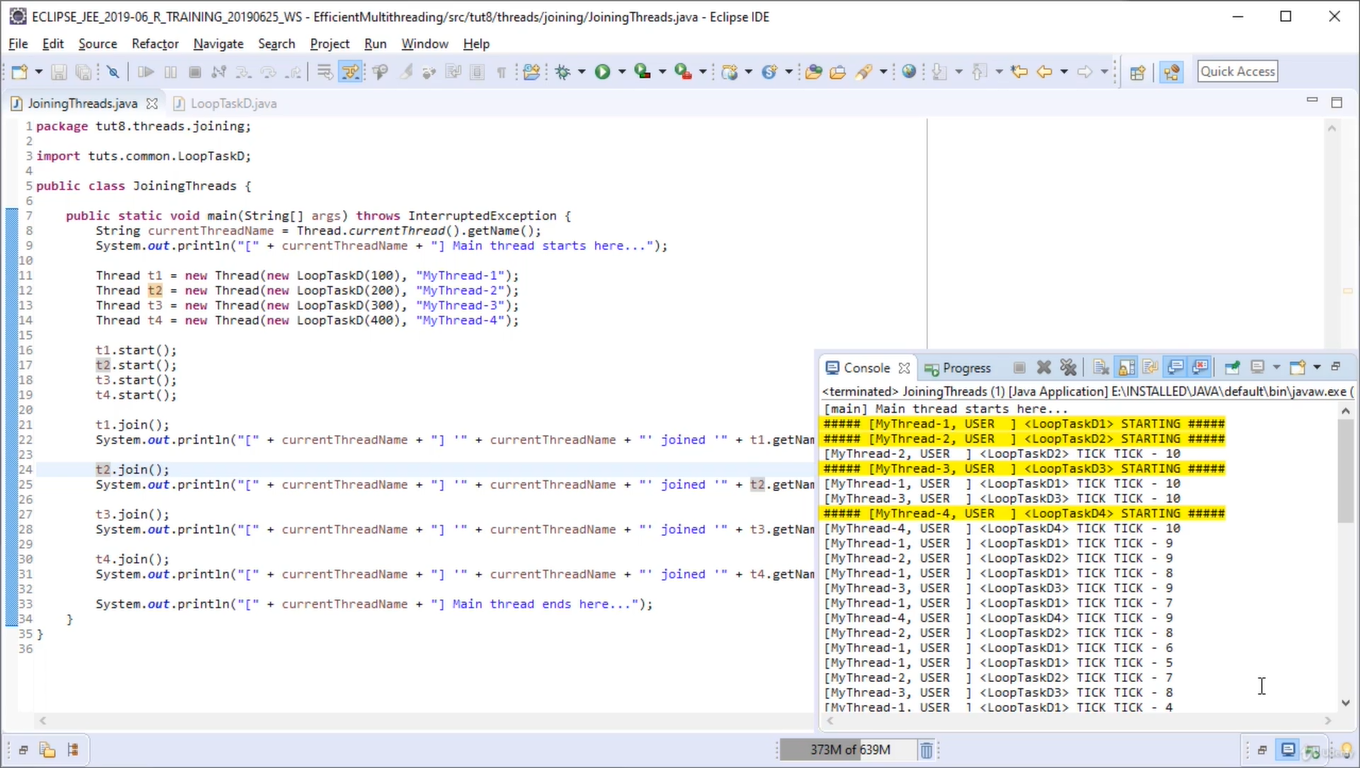 ECLIPSE_JEE_2019-06_R_TRAINING_20190625_WS - EfficientMultithreading/src/tut8/threads/joining/JoiningThreads.java - Eclipse IDE
File Edit Source Refactor Navigate Search Project Run Window Help
Quick Access
JoiningThreads.java LoopTaskD.java
1 package tut8.threads.joining;
2
3 import tuts.common.LoopTaskD;
4
5 public class JoiningThreads {
6
7 public static void main(String[] args) throws InterruptedException {
8 String currentThreadName = Thread.currentThread().getName();
9 System.out.println("[" + currentThreadName + "] Main thread starts here...");
10
11 Thread t1 = new Thread(new LoopTaskD(100), "MyThread-1");
12 Thread t2 = new Thread(new LoopTaskD(200), "MyThread-2");
13 Thread t3 = new Thread(new LoopTaskD(300), "MyThread-3");
14 Thread t4 = new Thread(new LoopTaskD(400), "MyThread-4");
15
16 t1.start();
17 t2.start();
18 t3.start();
19 t4.start();
20
21 t1.join();
22 System.out.println("[" + currentThreadName + "] '" + currentThreadName + "' joined '" + t1.getNam
23
24 t2.join();
25 System.out.println("[" + currentThreadName + "] '" + currentThreadName + "' joined '" + t2.getNam
26
27 t3.join();
28 System.out.println("[" + currentThreadName + "] '" + currentThreadName + "' joined '" + t3.getNam
29
30 t4.join();
31 System.out.println("[" + currentThreadName + "] '" + currentThreadName + "' joined '" + t4.getNam
32
33 System.out.println("[" + currentThreadName + "] Main thread ends here...");
34 }
35 }
36
Console Progress
<terminated> JoiningThreads (1) [Java Application] E:\INSTALLED\JAVA\default\bin\javaw.exe (
[main] Main thread starts here...
##### [MyThread-1, USER ] <LoopTaskD1> STARTING #####
##### [MyThread-2, USER ] <LoopTaskD2> STARTING #####
[MyThread-2, USER ] <LoopTaskD2> TICK TICK - 10
##### [MyThread-3, USER ] <LoopTaskD3> STARTING #####
[MyThread-1, USER ] <LoopTaskD1> TICK TICK - 10
[MyThread-3, USER ] <LoopTaskD3> TICK TICK - 10
##### [MyThread-4, USER ] <LoopTaskD4> STARTING #####
[MyThread-4, USER ] <LoopTaskD4> TICK TICK - 10
[MyThread-1, USER ] <LoopTaskD1> TICK TICK - 9
[MyThread-2, USER ] <LoopTaskD2> TICK TICK - 9
[MyThread-1, USER ] <LoopTaskD1> TICK TICK - 8
[MyThread-3, USER ] <LoopTaskD3> TICK TICK - 9
[MyThread-1, USER ] <LoopTaskD1> TICK TICK - 7
[MyThread-4, USER ] <LoopTaskD4> TICK TICK - 9
[MyThread-2, USER ] <LoopTaskD2> TICK TICK - 8
[MyThread-1, USER ] <LoopTaskD1> TICK TICK - 6
[MyThread-1, USER ] <LoopTaskD1> TICK TICK - 5
[MyThread-2, USER ] <LoopTaskD2> TICK TICK - 7
[MyThread-3, USER ] <LoopTaskD3> TICK TICK - 8
[MyThread-1, USER ] <LoopTaskD1> TICK TICK - 4
373M of 639M